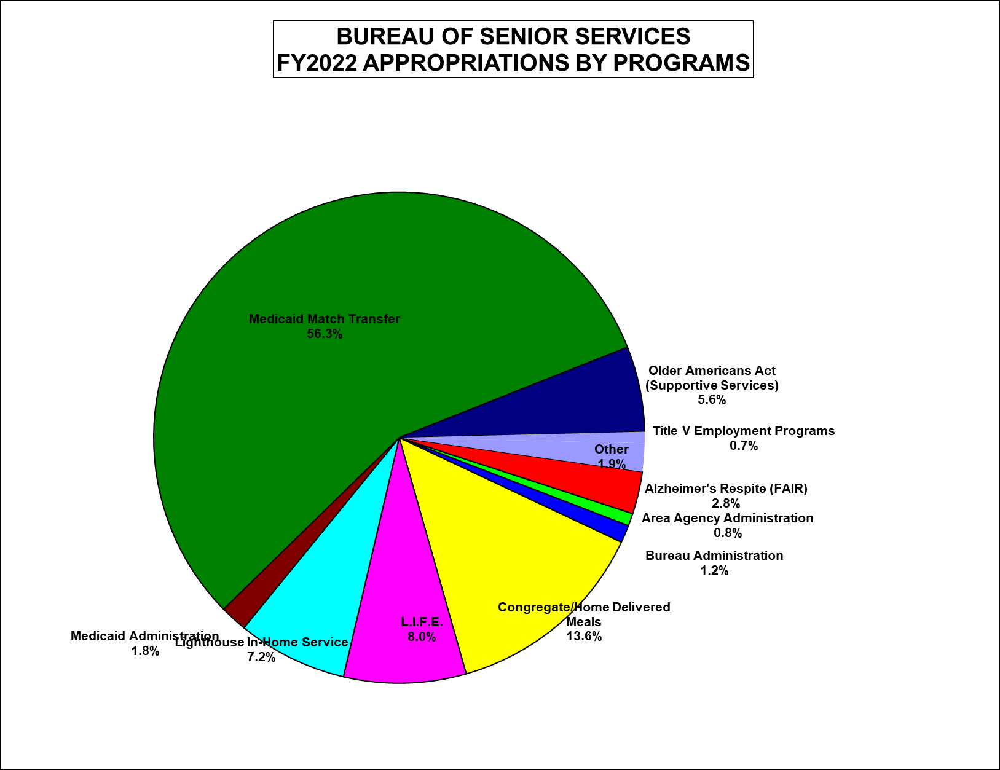 BUREAU OF SENIOR SERVICES
FY2022 APPROPRIATIONS BY PROGRAMS
Medicaid Match Transfer
56.3%
Older Americans Act
(Supportive Services)
5.6%
Title V Employment Programs
0.7%
Other
1.9%
Alzheimer's Respite (FAIR)
2.8%
Area Agency Administration
0.8%
Bureau Administration
1.2%
Congregate/Home Delivered
Meals
13.6%
L.I.F.E.
8.0%
Lighthouse In-Home Service
7.2%
Medicaid Administration
1.8%